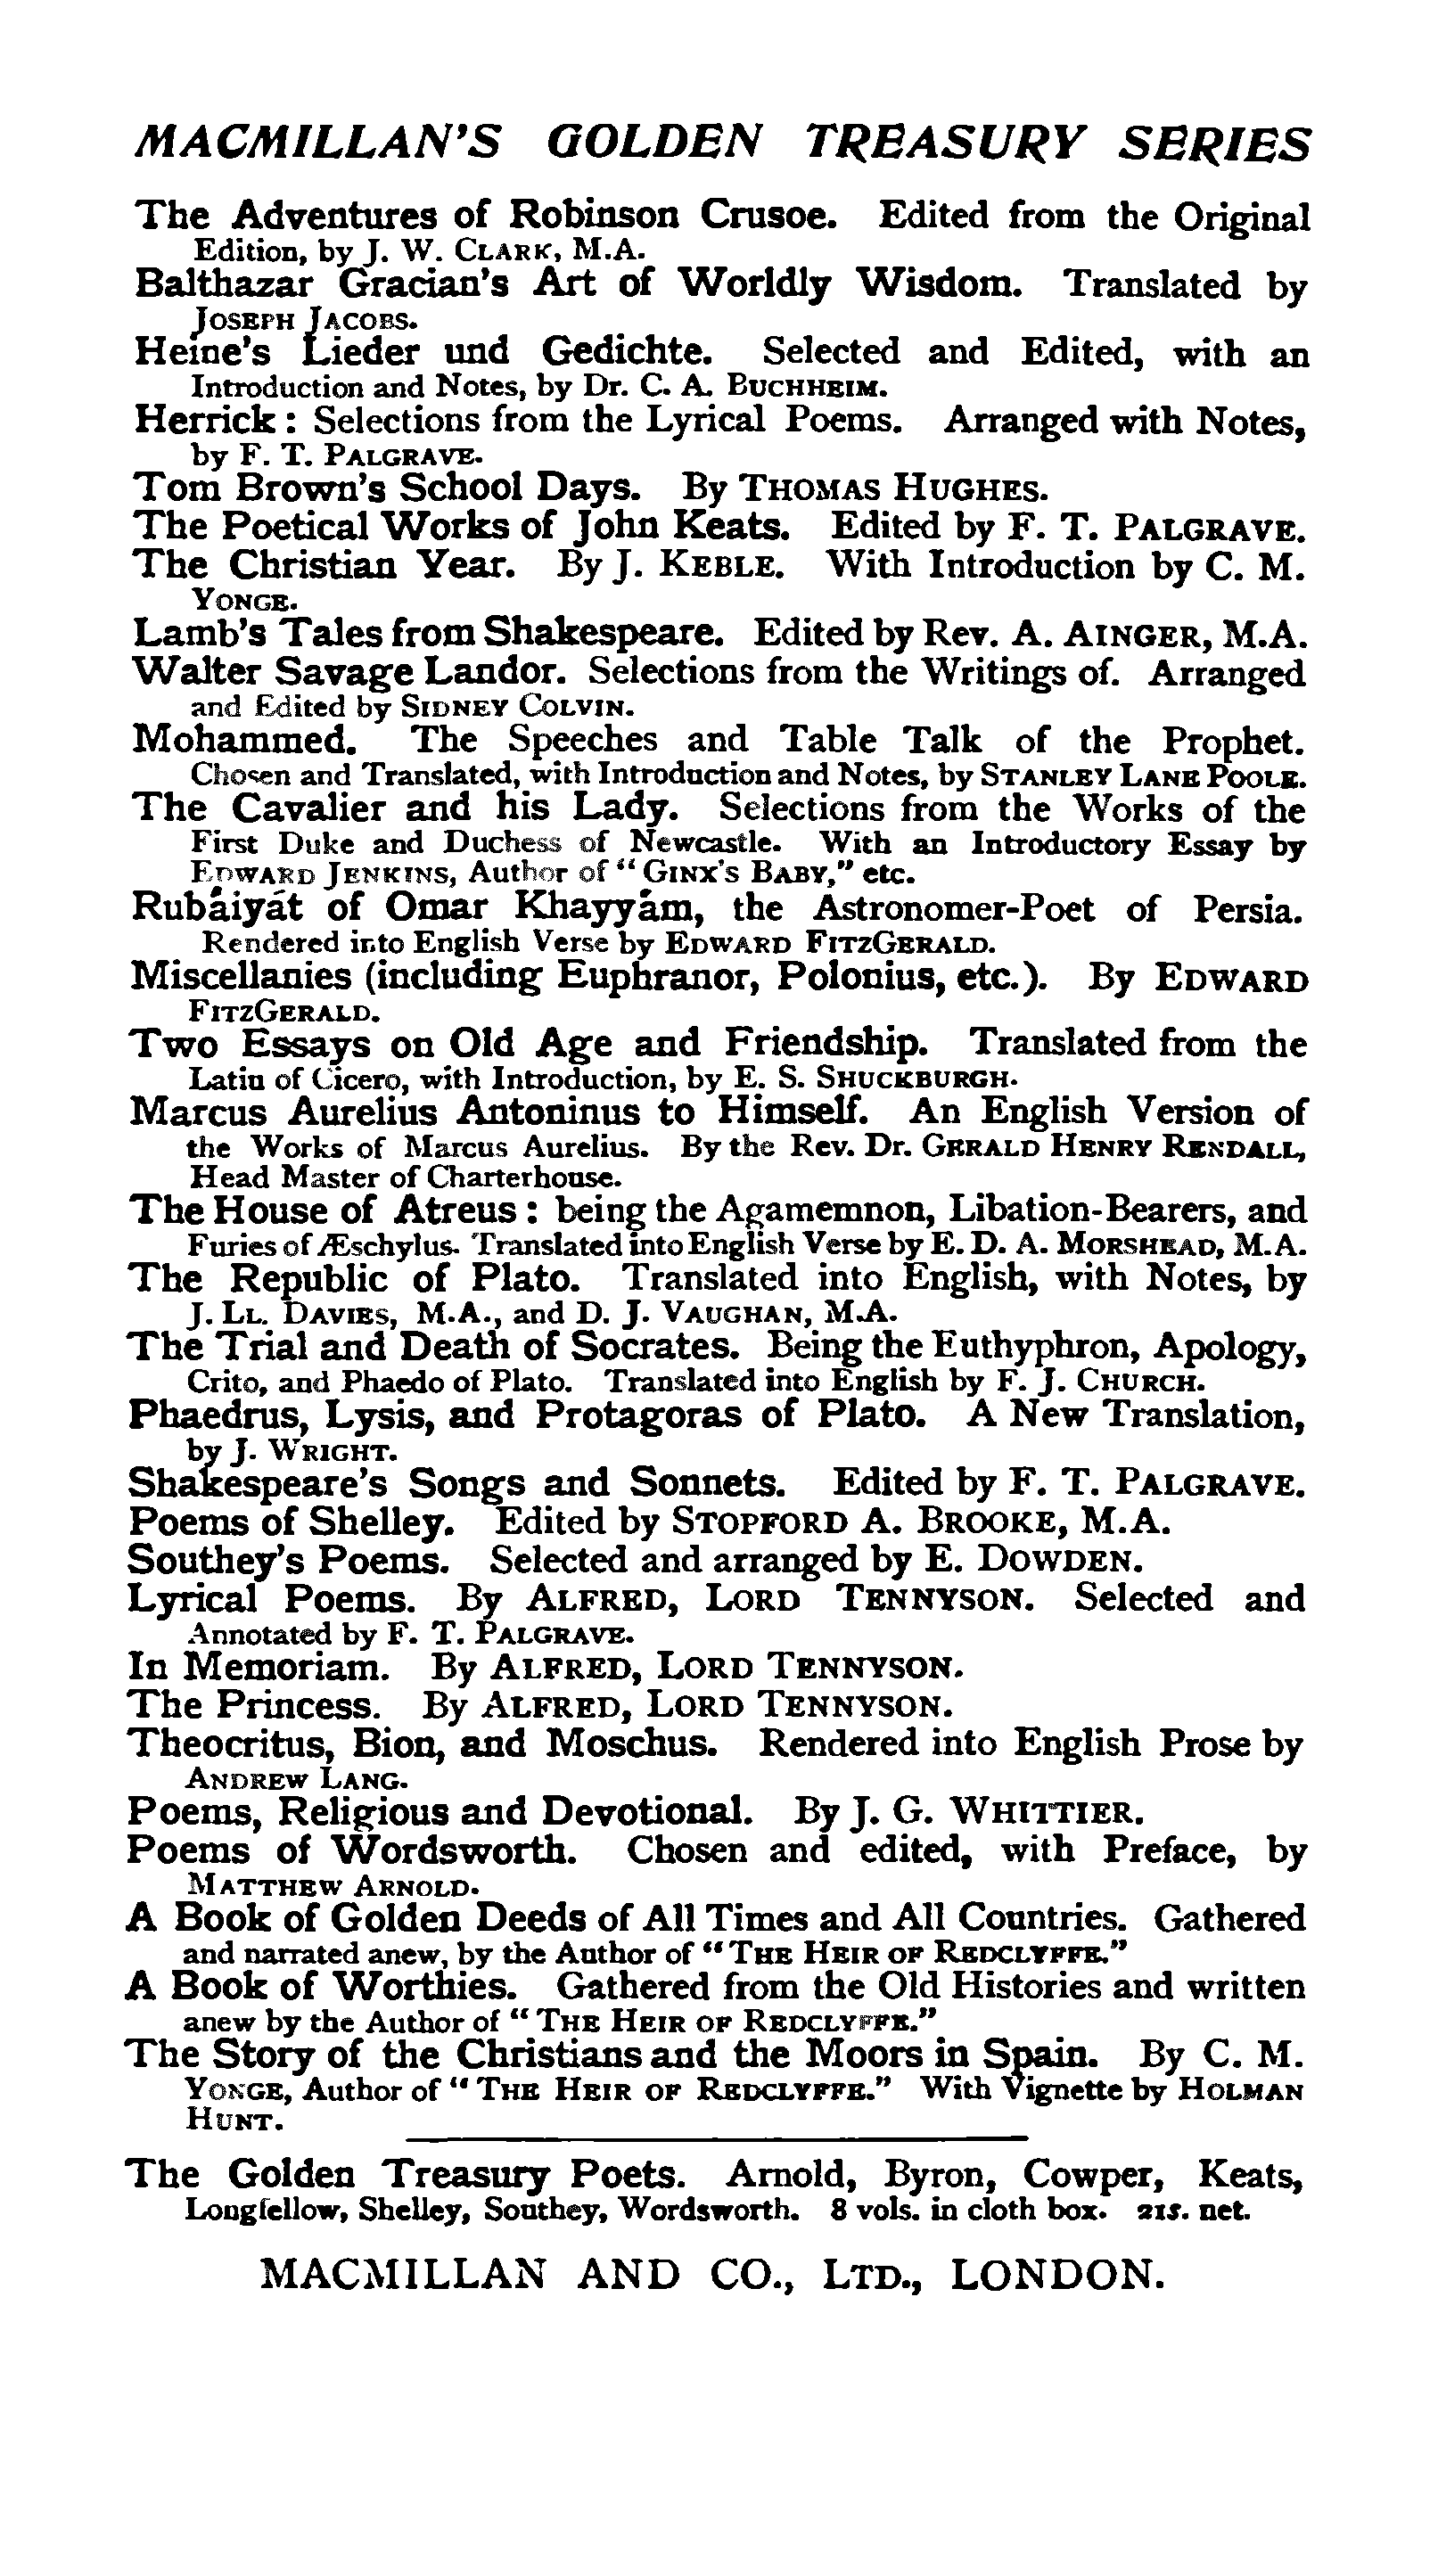 MACMILLAN'S GOLDEN TREASURY SERIES
The Adventures of Robinson Crusoe. Edited from the Original
Edition, by J. W. CLARK, M.A.
Balthazar Gracian's Art of Worldly Wisdom. Translated by
JOSEPH JACOBS.
Heine's Lieder und Gedichte. Selected and Edited, with an
Introduction and Notes, by Dr. C. A. BUCHHEIM.
Herrick: Selections from the Lyrical Poems. Arranged with Notes,
by F. T. PALGRAVE.
Tom Brown's School Days. By THOMAS HUGHES.
The Poetical Works of John Keats. Edited by F. T. PALGRAVE.
The Christian Year. By J. KEBLE. With Introduction by C. M.
YONGE.
Lamb's Tales from Shakespeare. Edited by Rev. A. AINGER, M.A.
Walter Savage Landor. Selections from the Writings of. Arranged
and Edited by SIDNEY COLVIN.
Mohammed. The Speeches and Table Talk of the Prophet.
Chosen and Translated, with Introduction and Notes, by STANLEY LANE POOLE.
The Cavalier and his Lady. Selections from the Works of the
First Duke and Duchess of Newcastle. With an Introductory Essay by
EDWARD JENKINS, Author of "GINX'S BABY," etc.
Rubáiyát of Omar Khayyám, the Astronomer-Poet of Persia.
Rendered into English Verse by EDWARD FITZGERALD.
Miscellanies (including Euphranor, Polonius, etc.). By EDWARD
FITZGERALD.
Two Essays on Old Age and Friendship. Translated from the
Latin of Cicero, with Introduction, by E. S. SHUCKBURGH.
Marcus Aurelius Antoninus to Himself. An English Version of
the Works of Marcus Aurelius. By the Rev. Dr. GERALD HENRY RENDALL,
Head Master of Charterhouse.
The House of Atreus: being the Agamemnon, Libation-Bearers, and
Furies of Æschylus. Translated into English Verse by E. D. A. MORSHEAD, M.A.
The Republic of Plato. Translated into English, with Notes, by
J. LL. DAVIES, M.A., and D. J. VAUGHAN, M.A.
The Trial and Death of Socrates. Being the Euthyphron, Apology,
Crito, and Phaedo of Plato. Translated into English by F. J. CHURCH.
Phaedrus, Lysis, and Protagoras of Plato. A New Translation,
by J. WRIGHT.
Shakespeare's Songs and Sonnets. Edited by F. T. PALGRAVE.
Poems of Shelley. Edited by STOPFORD A. BROOKE, M.A.
Southey's Poems. Selected and arranged by E. DOWDEN.
Lyrical Poems. By ALFRED, LORD TENNYSON. Selected and
Annotated by F. T. PALGRAVE.
In Memoriam. By ALFRED, LORD TENNYSON.
The Princess. By ALFRED, LORD TENNYSON.
Theocritus, Bion, and Moschus. Rendered into English Prose by
ANDREW LANG.
Poems, Religious and Devotional. By J. G. WHITTIER.
Poems of Wordsworth. Chosen and edited, with Preface, by
MATTHEW ARNOLD.
A Book of Golden Deeds of All Times and All Countries. Gathered
and narrated anew, by the Author of "THE HEIR OF REDCLYFFE."
A Book of Worthies. Gathered from the Old Histories and written
anew by the Author of "THE HEIR OF REDCLYFFE."
The Story of the Christians and the Moors in Spain. By C. M.
YONGE, Author of "THE HEIR OF REDCLYFFE." With Vignette by HOLMAN
HUNT.
The Golden Treasury Poets. Arnold, Byron, Cowper, Keats,
Longfellow, Shelley, Southey, Wordsworth. 8 vols. in cloth box. 21s. net.
MACMILLAN AND CO., LTD., LONDON.